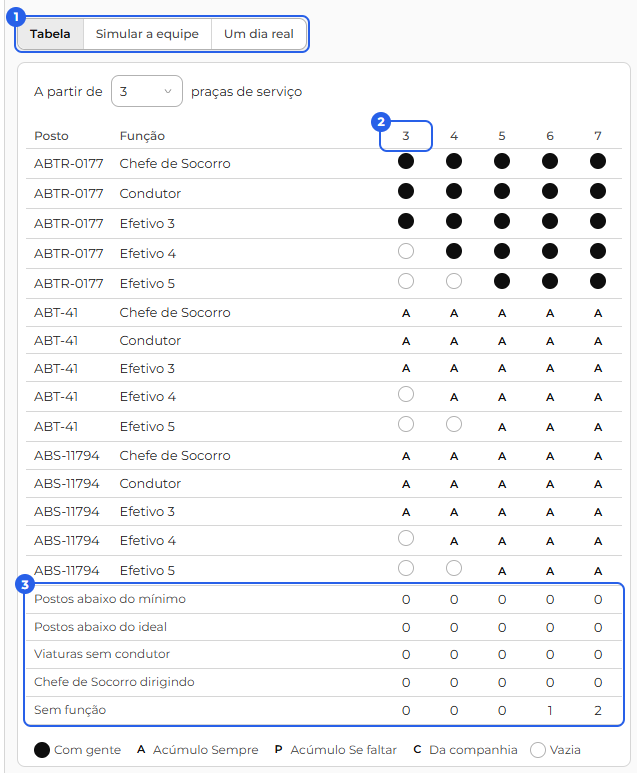 1
Tabela Simular a equipe Um dia real
A partir de 3 praças de serviço
2
Posto Função 3 4 5 6 7
ABTR-0177 Chefe de Socorro
ABTR-0177 Condutor
ABTR-0177 Efetivo 3
ABTR-0177 Efetivo 4
ABTR-0177 Efetivo 5
ABT-41 Chefe de Socorro A A A A A
ABT-41 Condutor A A A A A
ABT-41 Efetivo 3 A A A A A
ABT-41 Efetivo 4 A A A A
ABT-41 Efetivo 5 A A A
ABS-11794 Chefe de Socorro A A A A A
ABS-11794 Condutor A A A A A
ABS-11794 Efetivo 3 A A A A A
ABS-11794 Efetivo 4 A A A A
ABS-11794 Efetivo 5 A A A
3
Postos abaixo do mínimo 0 0 0 0 0
Postos abaixo do ideal 0 0 0 0 0
Viaturas sem condutor 0 0 0 0 0
Chefe de Socorro dirigindo 0 0 0 0 0
Sem função 0 0 0 1 2
Com gente A Acúmulo Sempre P Acúmulo Se faltar C Da companhia Vazia